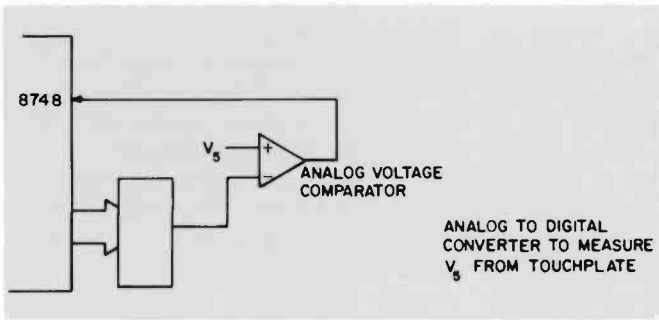 8748
V5
+
−
ANALOG VOLTAGE
COMPARATOR
ANALOG TO DIGITAL
CONVERTER TO MEASURE
V5 FROM TOUCHPLATE